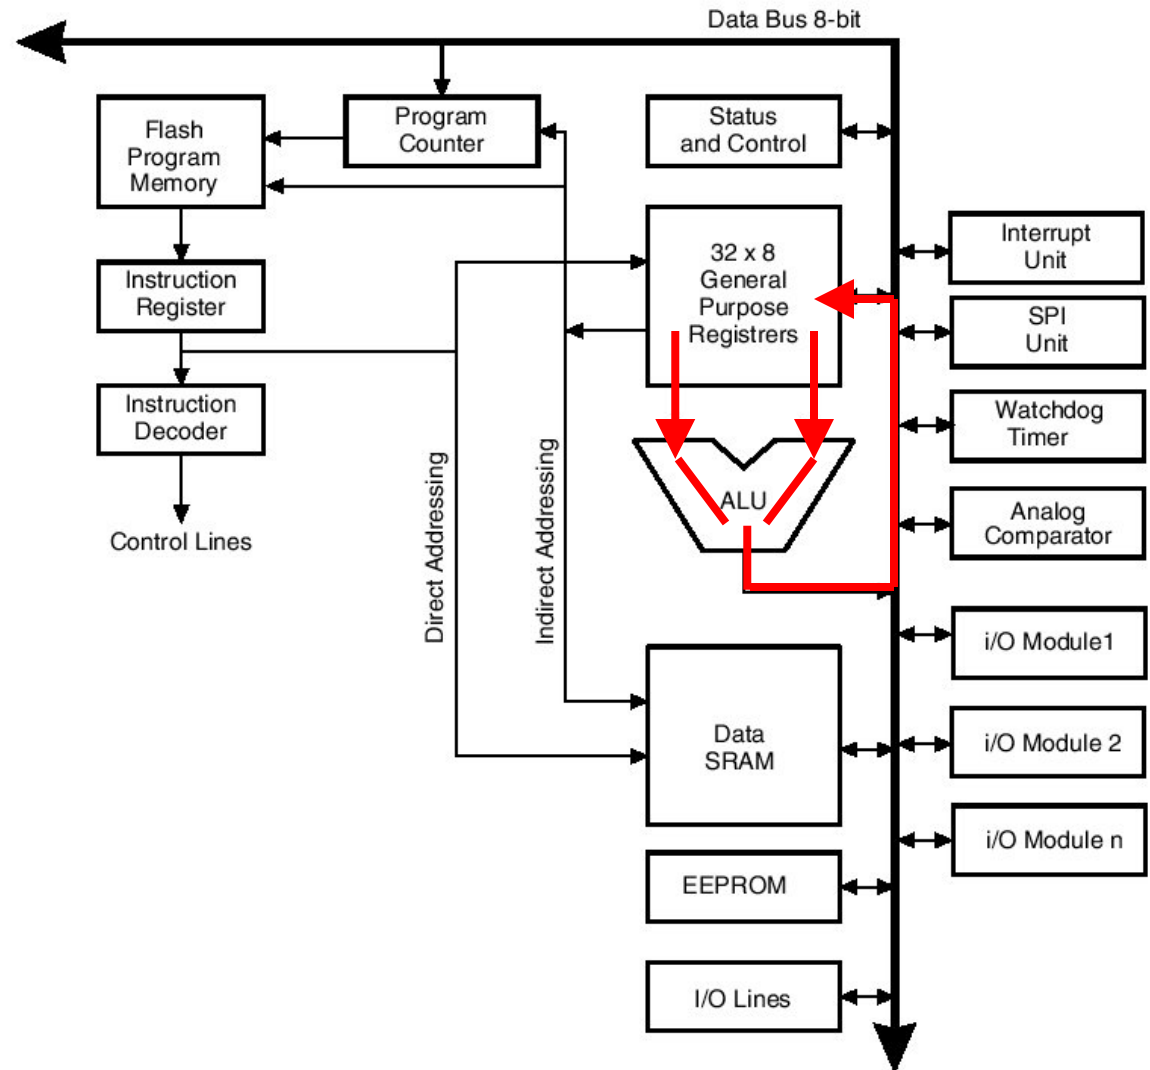 Data Bus 8-bit
Flash
Program
Memory
Program
Counter
Status
and Control
32 x 8
General
Purpose
Registrers
Interrupt
Unit
Instruction
Register
SPI
Unit
Instruction
Decoder
Watchdog
Timer
ALU
Analog
Comparator
Control Lines
Direct Addressing
Indirect Addressing
i/O Module1
Data
SRAM
i/O Module 2
i/O Module n
EEPROM
I/O Lines